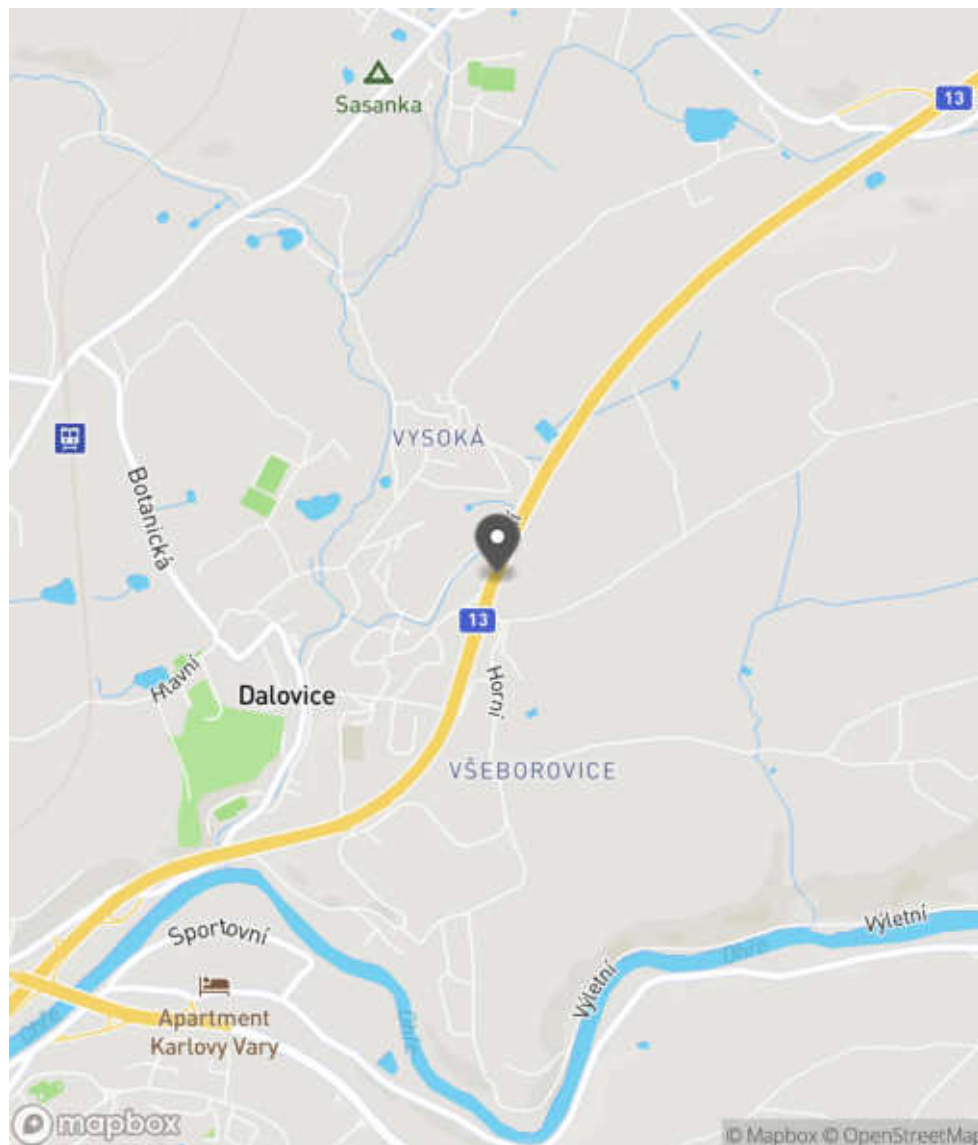 13
Sasanka
VYSOKÁ
Botanická
13
Hlavní
Dalovice
Horní
VŠEBOROVICE
Výletní
Ohře
Sportovní
Výletní
Apartment
Karlovy Vary
Ohře
Ohře
mapbox
© Mapbox © OpenStreetMap